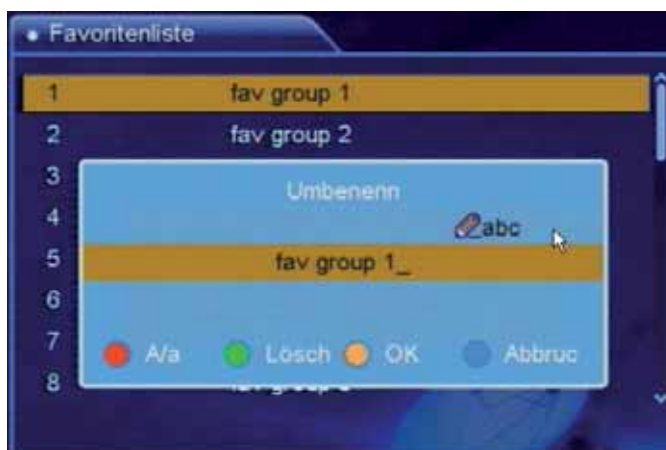 Favoritenliste
1 fav group 1
2 fav group 2
3
Umbenenn
4
abc
5
fav group 1_
6
7
A/a Lösch OK Abbruc
8